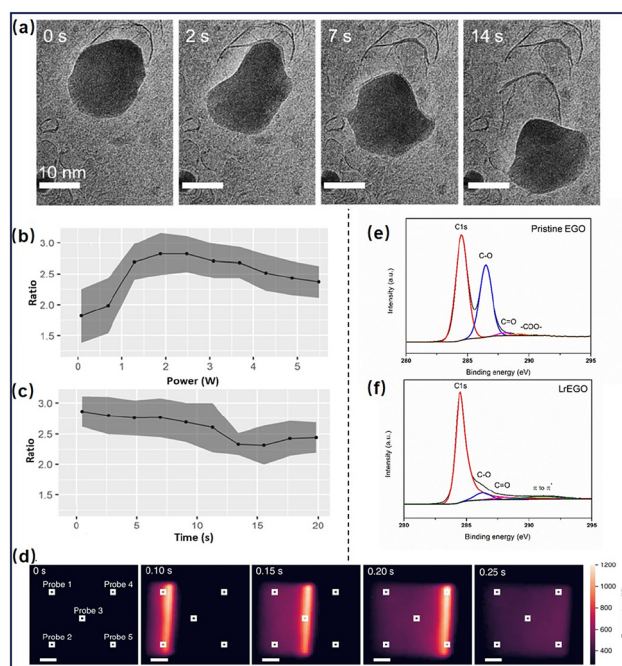 (a)
0 s
2 s
7 s
14 s
10 nm
(b)
Ratio
3.0
2.5
2.0
1.5
0 1 2 3 4 5
Power (W)
(c)
Ratio
3.0
2.5
2.0
1.5
0 5 10 15 20
Time (s)
(e)
Pristine EGO
C1s
C-O
C=O
-COO-
Intensity (a.u.)
280 285 290 295
Binding energy (eV)
(f)
LrEGO
C1s
C-O
C=O
π to π*
Intensity (a.u.)
280 285 290 295
Binding energy (eV)
(d)
0 s
Probe 1
Probe 4
Probe 3
Probe 2
Probe 5
0.10 s
0.15 s
0.20 s
0.25 s
1200
1000
800
600
400